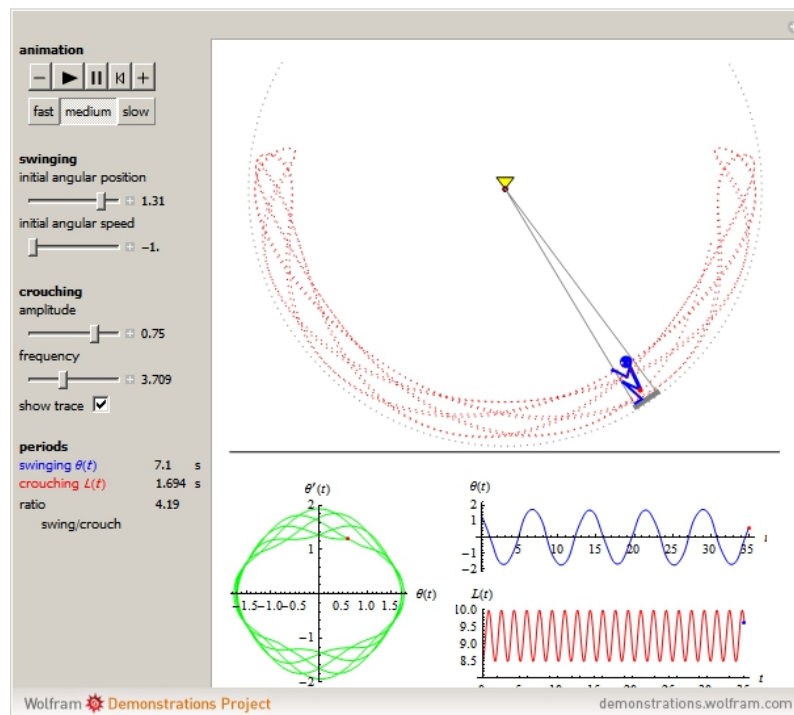 animation
fast medium slow
swinging
initial angular position
1.31
initial angular speed
-1.
crouching
amplitude
0.75
frequency
3.709
show trace
periods
swinging θ(t) 7.1 s
crouching L(t) 1.694 s
ratio 4.19
swing/crouch
θ'(t)
2
1
-1.5 -1.0 -0.5 0.5 1.0 1.5 θ(t)
-1
-2
θ(t)
2
1
5 10 15 20 25 30 35 t
-1
-2
L(t)
10.0
9.5
9.0
8.5
t
0 5 10 15 20 25 30 35
Wolfram Demonstrations Project
demonstrations.wolfram.com